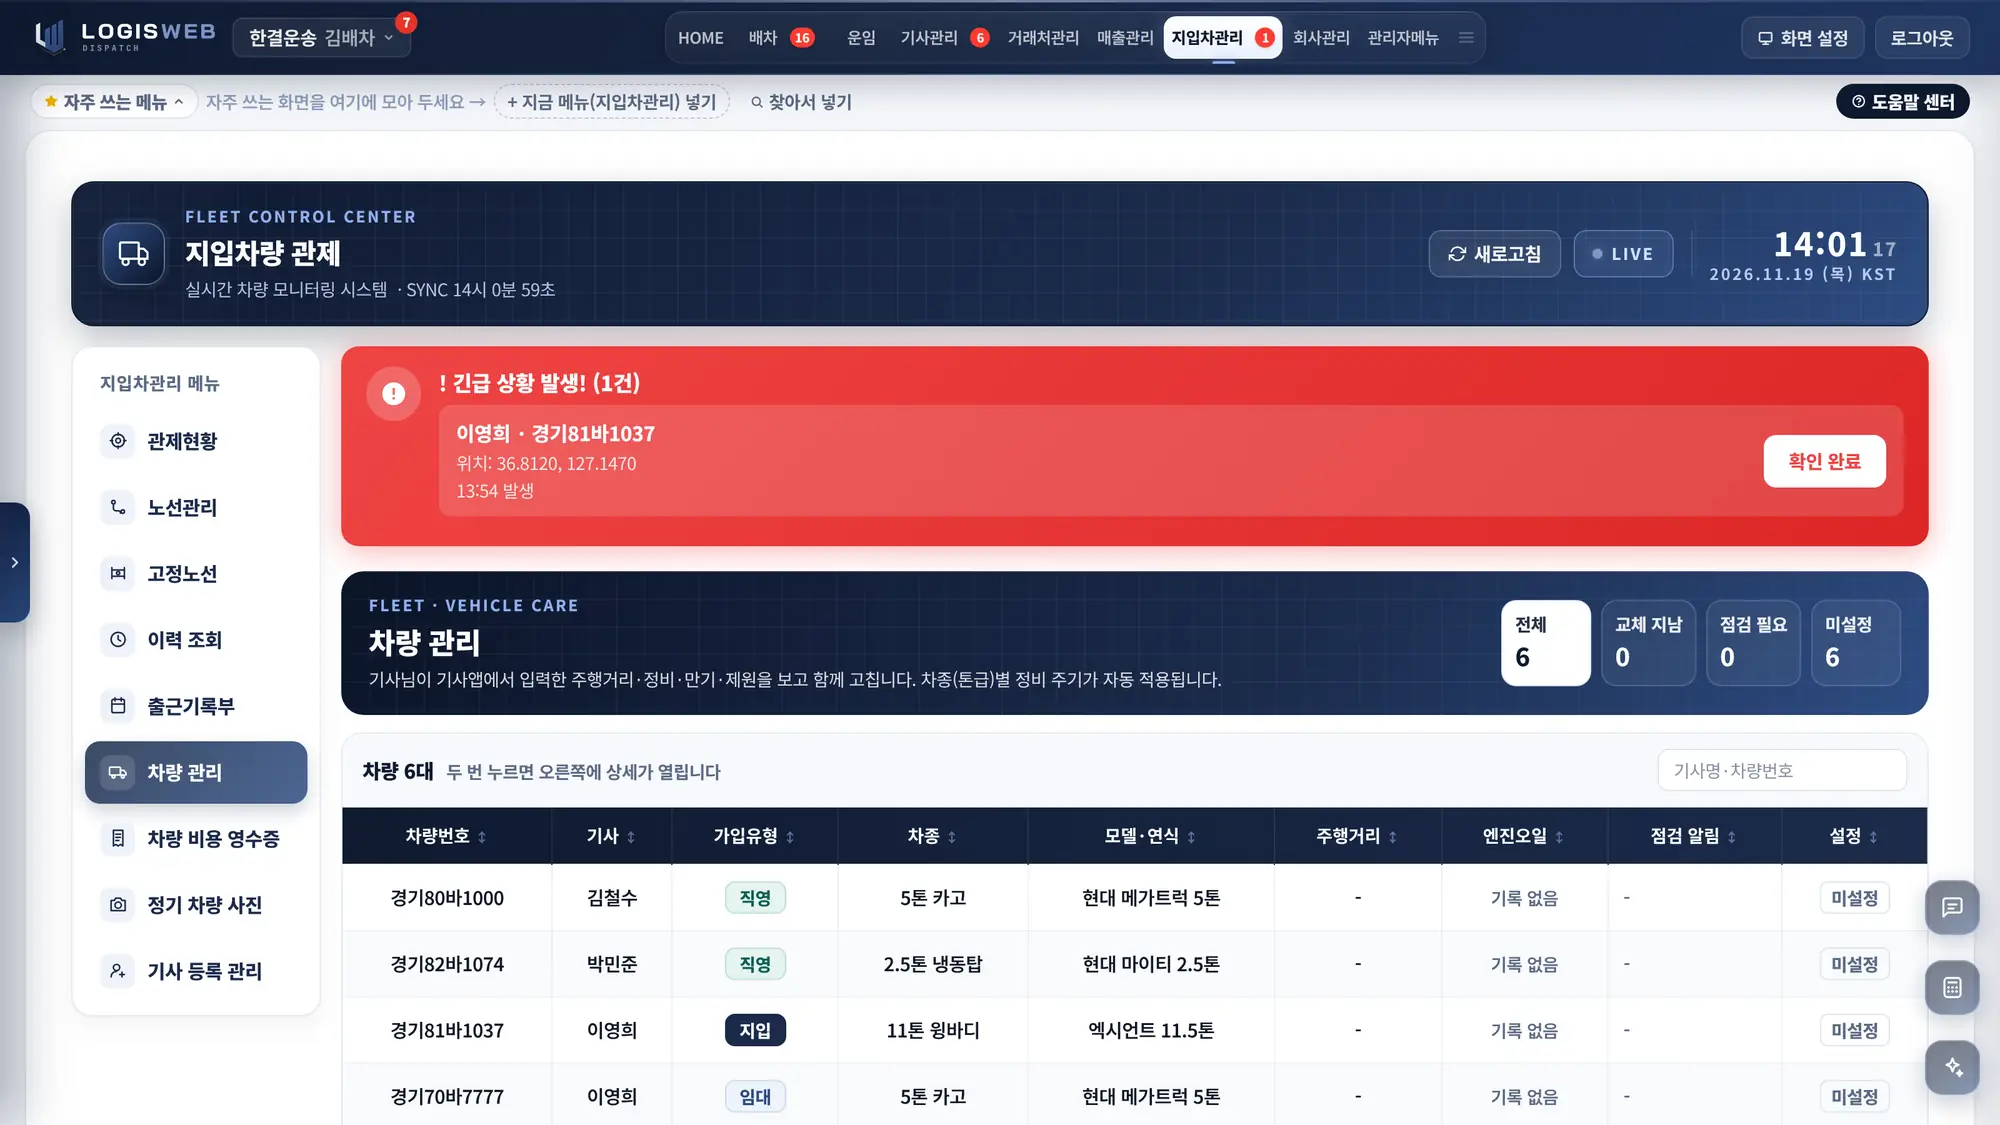 LOGISWEB
DISPATCH
한결운송 김배차
7
HOME
배차 16
운임
기사관리 6
거래처관리
매출관리
지입차관리 1
회사관리
관리자메뉴
화면 설정
로그아웃
자주 쓰는 메뉴
자주 쓰는 화면을 여기에 모아 두세요 →
+ 지금 메뉴(지입차관리) 넣기
찾아서 넣기
도움말 센터
FLEET CONTROL CENTER
지입차량 관제
실시간 차량 모니터링 시스템 · SYNC 14시 0분 59초
새로고침
LIVE
14:01 17
2026.11.19 (목) KST
지입차관리 메뉴
관제현황
노선관리
고정노선
이력 조회
출근기록부
차량 관리
차량 비용 영수증
정기 차량 사진
기사 등록 관리
! 긴급 상황 발생! (1건)
이영희 · 경기81바1037
위치: 36.8120, 127.1470
13:54 발생
확인 완료
FLEET · VEHICLE CARE
차량 관리
기사님이 기사앱에서 입력한 주행거리·정비·만기·제원을 보고 함께 고칩니다. 차종(톤급)별 정비 주기가 자동 적용됩니다.
전체
6
교체 지남
0
점검 필요
0
미설정
6
차량 6대 두 번 누르면 오른쪽에 상세가 열립니다
기사명·차량번호
차량번호 기사 가입유형 차종 모델·연식 주행거리 엔진오일 점검 알림 설정
경기80바1000 김철수 직영 5톤 카고 현대 메가트럭 5톤 - 기록 없음 - 미설정
경기82바1074 박민준 직영 2.5톤 냉동탑 현대 마이티 2.5톤 - 기록 없음 - 미설정
경기81바1037 이영희 지입 11톤 윙바디 엑시언트 11.5톤 - 기록 없음 - 미설정
경기70바7777 이영희 임대 5톤 카고 현대 메가트럭 5톤 - 기록 없음 - 미설정